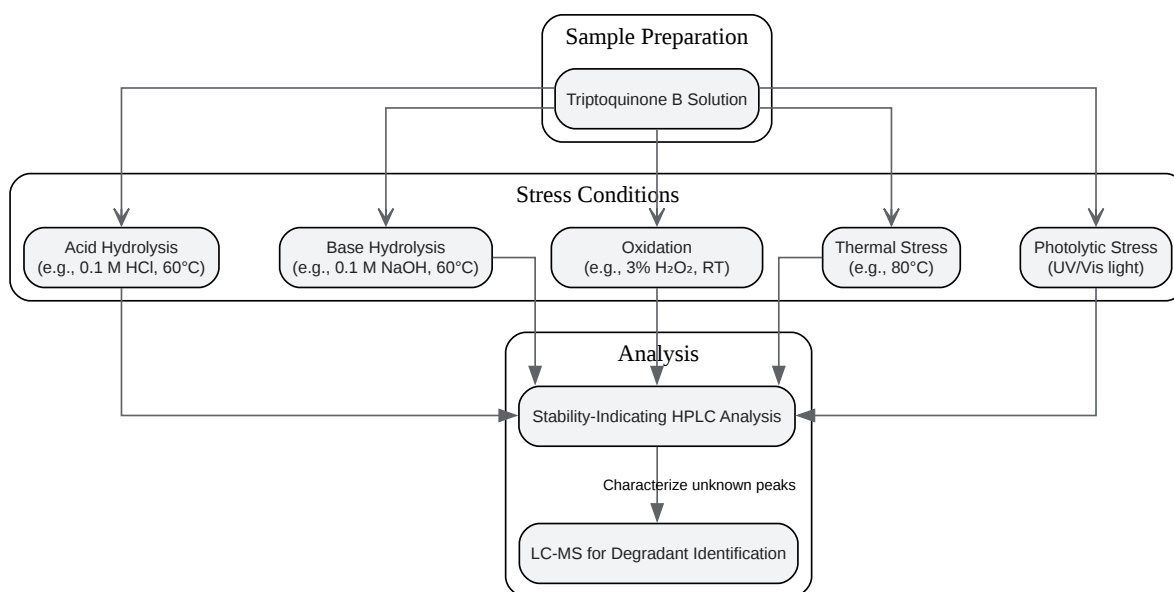 Sample Preparation
Triptoquinone B Solution
Stress Conditions
Acid Hydrolysis
(e.g., 0.1 M HCl, 60°C)
Base Hydrolysis
(e.g., 0.1 M NaOH, 60°C)
Oxidation
(e.g., 3% H₂O₂, RT)
Thermal Stress
(e.g., 80°C)
Photolytic Stress
(UV/Vis light)
Analysis
Stability-Indicating HPLC Analysis
Characterize unknown peaks
LC-MS for Degradant Identification